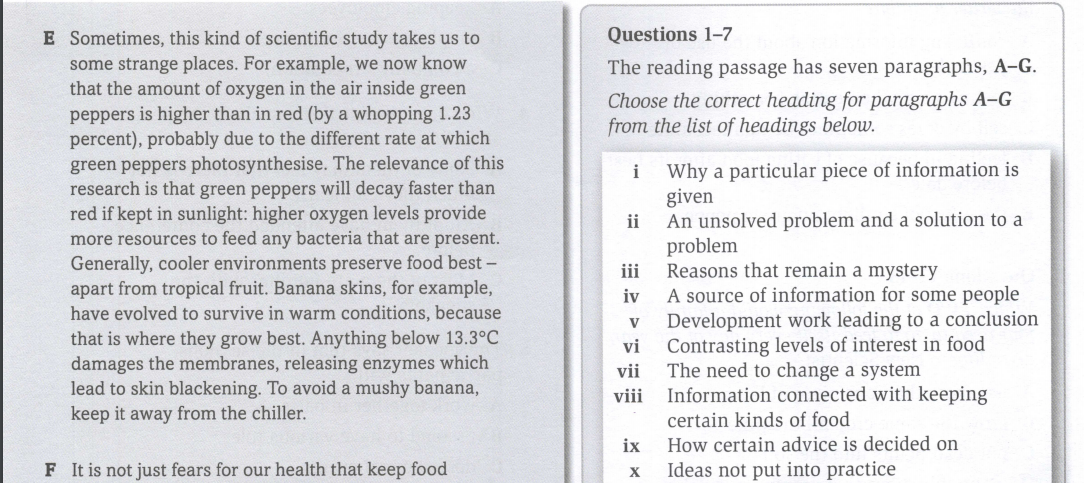 E Sometimes, this kind of scientific study takes us to
some strange places. For example, we now know
that the amount of oxygen in the air inside green
peppers is higher than in red (by a whopping 1.23
percent), probably due to the different rate at which
green peppers photosynthesise. The relevance of this
research is that green peppers will decay faster than
red if kept in sunlight: higher oxygen levels provide
more resources to feed any bacteria that are present.
Generally, cooler environments preserve food best –
apart from tropical fruit. Banana skins, for example,
have evolved to survive in warm conditions, because
that is where they grow best. Anything below 13.3°C
damages the membranes, releasing enzymes which
lead to skin blackening. To avoid a mushy banana,
keep it away from the chiller.
F It is not just fears for our health that keep food
Questions 1–7
The reading passage has seven paragraphs, A–G.
Choose the correct heading for paragraphs A–G
from the list of headings below.
i Why a particular piece of information is
given
ii An unsolved problem and a solution to a
problem
iii Reasons that remain a mystery
iv A source of information for some people
v Development work leading to a conclusion
vi Contrasting levels of interest in food
vii The need to change a system
viii Information connected with keeping
certain kinds of food
ix How certain advice is decided on
x Ideas not put into practice